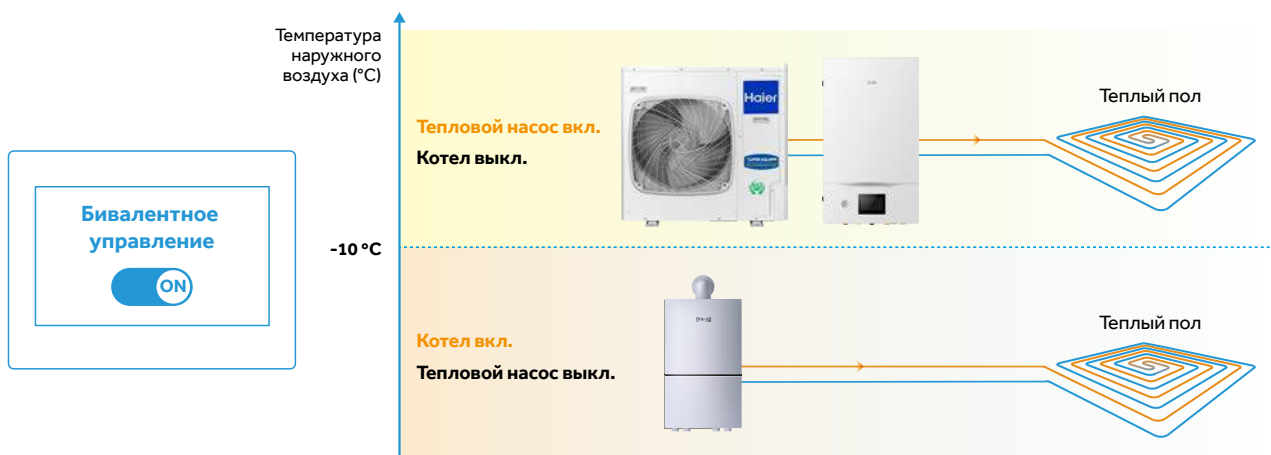 Температура
наружного
воздуха (°C)
Бивалентное
управление
ON
Тепловой насос вкл.
Котел выкл.
Haier
Теплый пол
-10 °C
Котел вкл.
Тепловой насос выкл.
Теплый пол